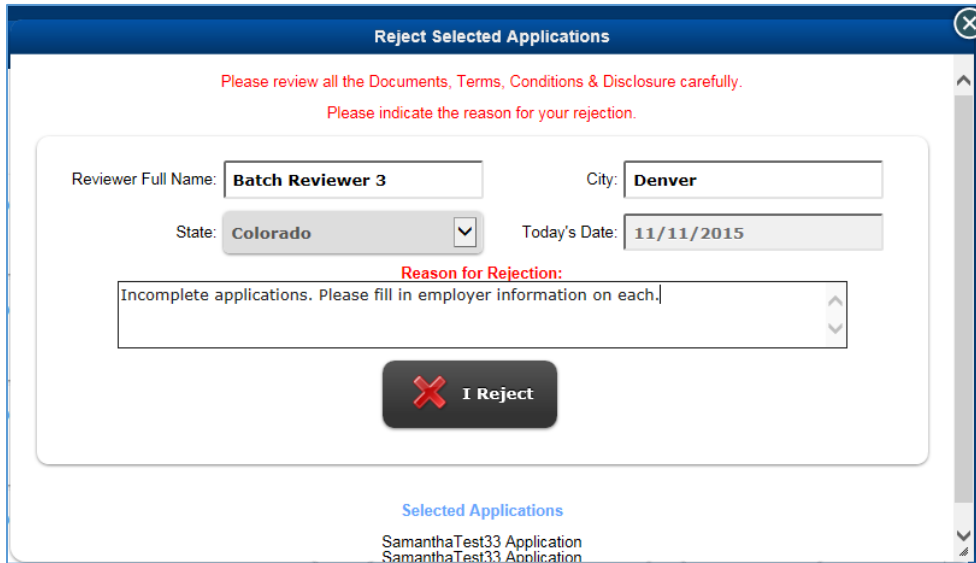 Reject Selected Applications
Please review all the Documents, Terms, Conditions & Disclosure carefully.
Please indicate the reason for your rejection.
Reviewer Full Name: Batch Reviewer 3 City: Denver
State: Colorado Today's Date: 11/11/2015
Reason for Rejection:
Incomplete applications. Please fill in employer information on each.
I Reject
Selected Applications
SamanthaTest33 Application
SamanthaTest33 Application